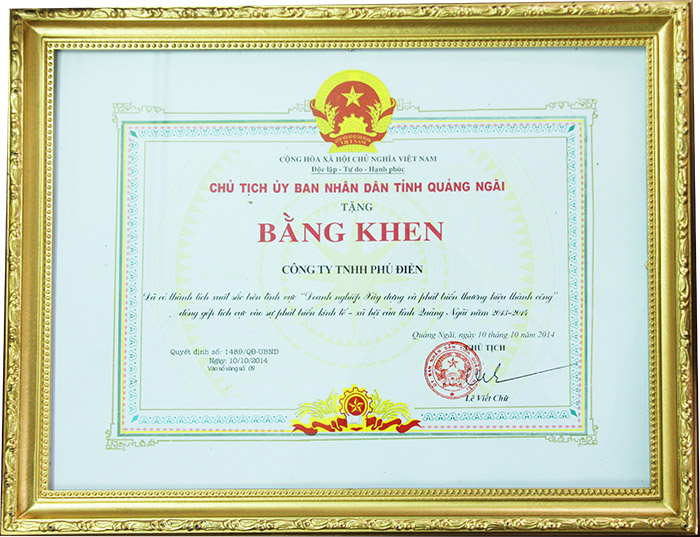 VIỆT NAM
CỘNG HÒA XÃ HỘI CHỦ NGHĨA VIỆT NAM
Độc lập - Tự do - Hạnh phúc
CHỦ TỊCH ỦY BAN NHÂN DÂN TỈNH QUẢNG NGÃI
TẶNG
BẰNG KHEN
CÔNG TY TNHH PHÚ ĐIỀN
Đã có thành tích xuất sắc trên lĩnh vực "Doanh nghiệp Xây dựng và phát triển thương hiệu thành công"
đóng góp tích cực vào sự phát triển kinh tế - xã hội của tỉnh Quảng Ngãi năm 2013-2014
Quảng Ngãi, ngày 10 tháng 10 năm 2014
CHỦ TỊCH
Quyết định số: 1489/QĐ-UBND
Ngày: 10/10/2014
Vào sổ vàng số: 09
Lê Viết Chữ